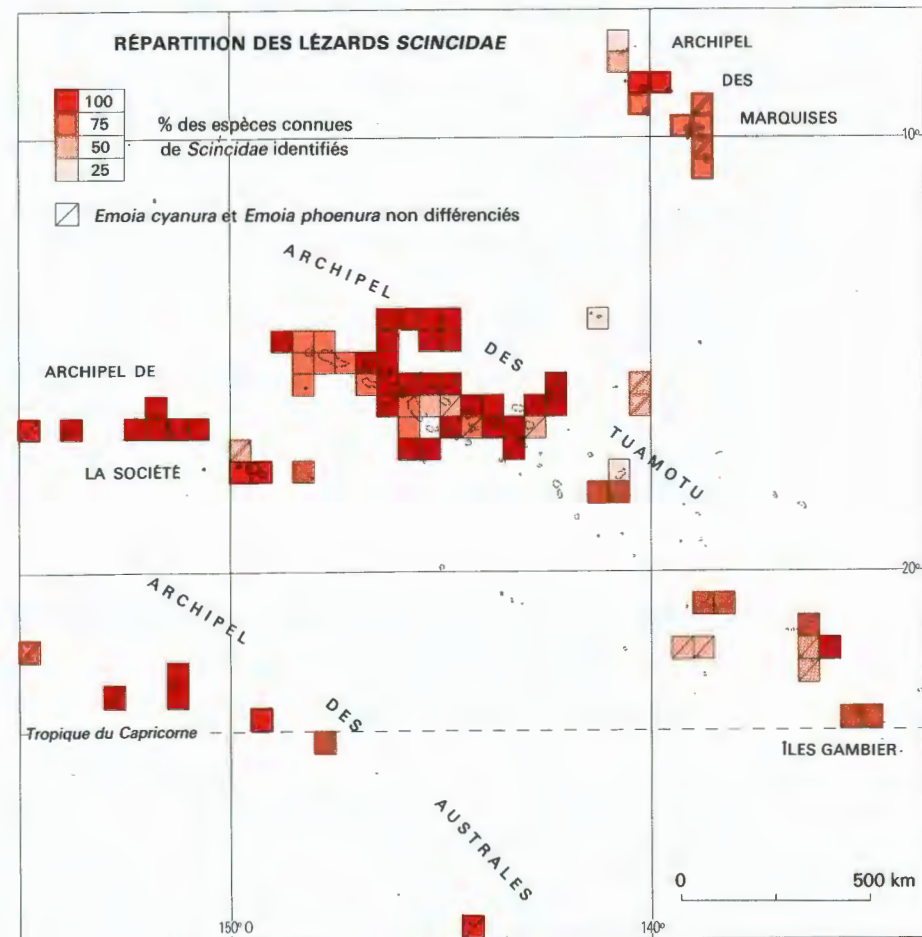 RÉPARTITION DES LÉZARDS SCINCIDAE
100
75
50
25
% des espèces connues
de Scincidae identifiés
Emoia cyanura et Emoia phoenura non différenciés
ARCHIPEL
DES
MARQUISES
10°
ARCHIPEL
DES
TUAMOTU
ARCHIPEL DE
LA SOCIÉTÉ
20°
ARCHIPEL
DES
AUSTRALES
Tropique du Capricorne
ÎLES GAMBIER
0 500 km
150° O
140°